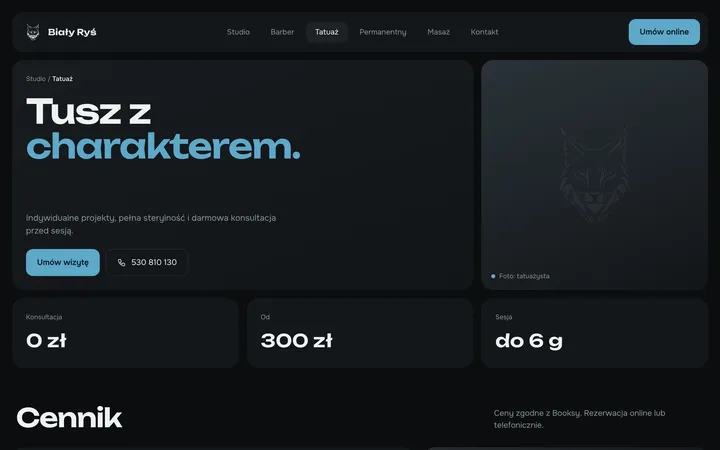 Biały Ryś
Studio
Barber
Tatuaż
Permanentny
Masaż
Kontakt
Umów online
Studio / Tatuaż
Tusz z
charakterem.
Indywidualne projekty, pełna sterylność i darmowa konsultacja
przed sesją.
Umów wizytę
530 810 130
Foto: tatuażysta
Konsultacja
0 zł
Od
300 zł
Sesja
do 6 g
Cennik
Ceny zgodne z Booksy. Rezerwacja online lub
telefonicznie.